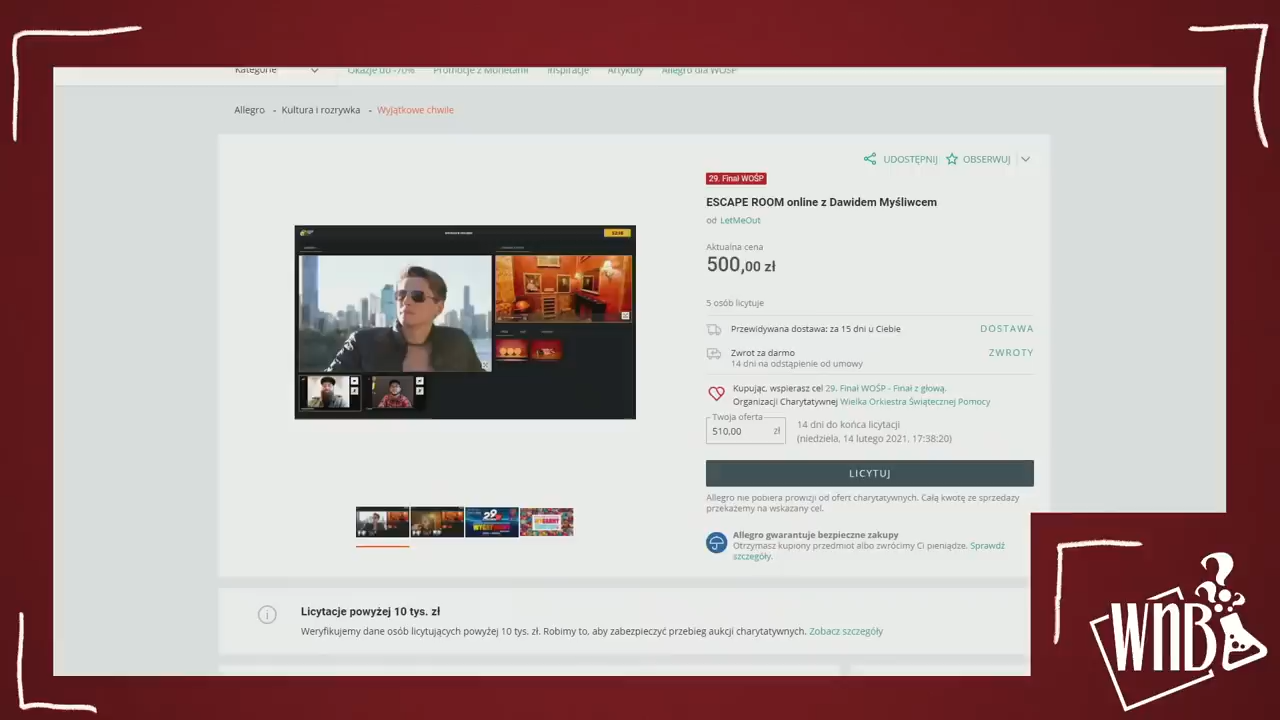 Kategorie Okazje do -70% Promocje z Monetami Inspiracje Artykuły Allegro dla WOŚP
Allegro - Kultura i rozrywka - Wyjątkowe chwile
UDOSTĘPNIJ OBSERWUJ
29. Finał WOŚP
ESCAPE ROOM online z Dawidem Myśliwcem
od LetMeOut
Aktualna cena
500,00 zł
5 osób licytuje
Przewidywana dostawa: za 15 dni u Ciebie DOSTAWA
Zwrot za darmo ZWROTY
14 dni na odstąpienie od umowy
Kupując, wspierasz cel 29. Finał WOŚP - Finał z głową.
Organizacji Charytatywnej Wielka Orkiestra Świątecznej Pomocy
Twoja oferta
510,00 zł
14 dni do końca licytacji
(niedziela, 14 lutego 2021. 17:38:20)
LICYTUJ
Allegro nie pobiera prowizji od ofert charytatywnych. Całą kwotę ze sprzedaży
przekażemy na wskazany cel.
Allegro gwarantuje bezpieczne zakupy
Otrzymasz kupiony przedmiot albo zwrócimy Ci pieniądze. Sprawdź
szczegóły.
29
Licytacje powyżej 10 tys. zł
Weryfikujemy dane osób licytujących powyżej 10 tys. zł. Robimy to, aby zabezpieczyć przebieg aukcji charytatywnych. Zobacz szczegóły
WNB